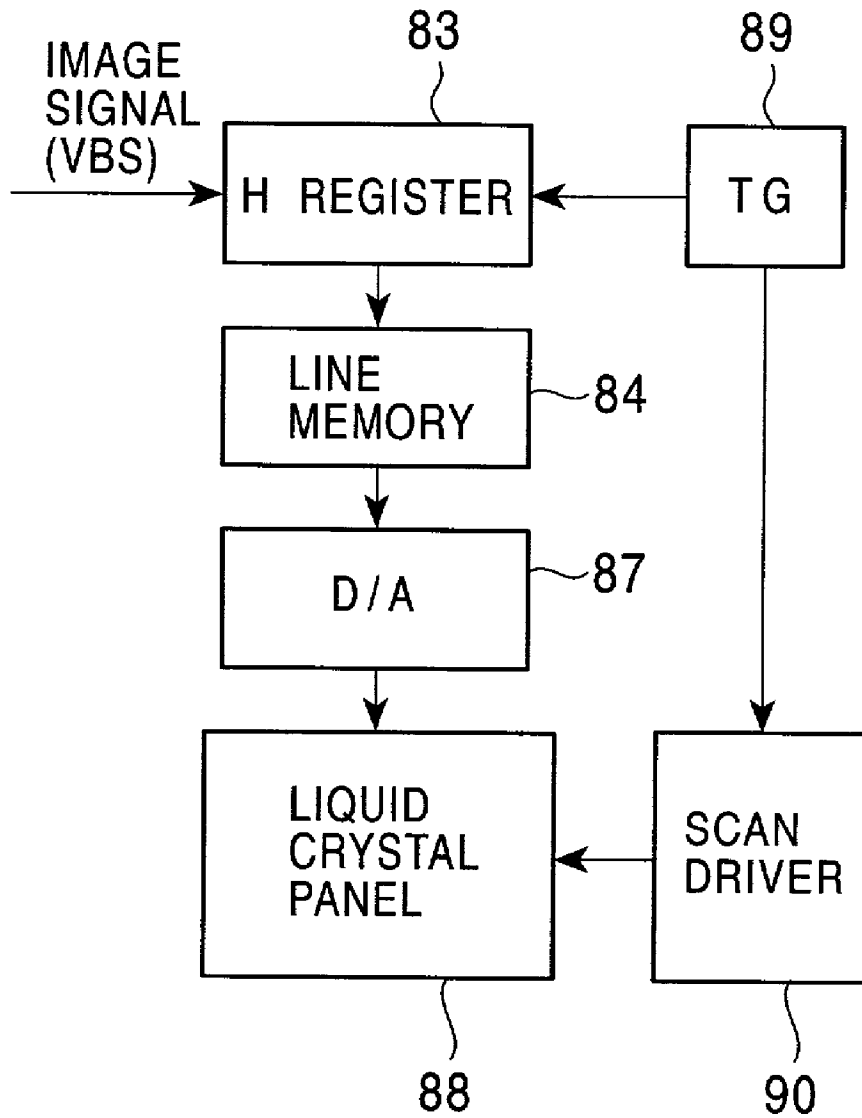 83
89
IMAGE
SIGNAL
(VBS)
H REGISTER
TG
LINE
MEMORY
84
D/A
87
LIQUID
CRYSTAL
PANEL
SCAN
DRIVER
88
90